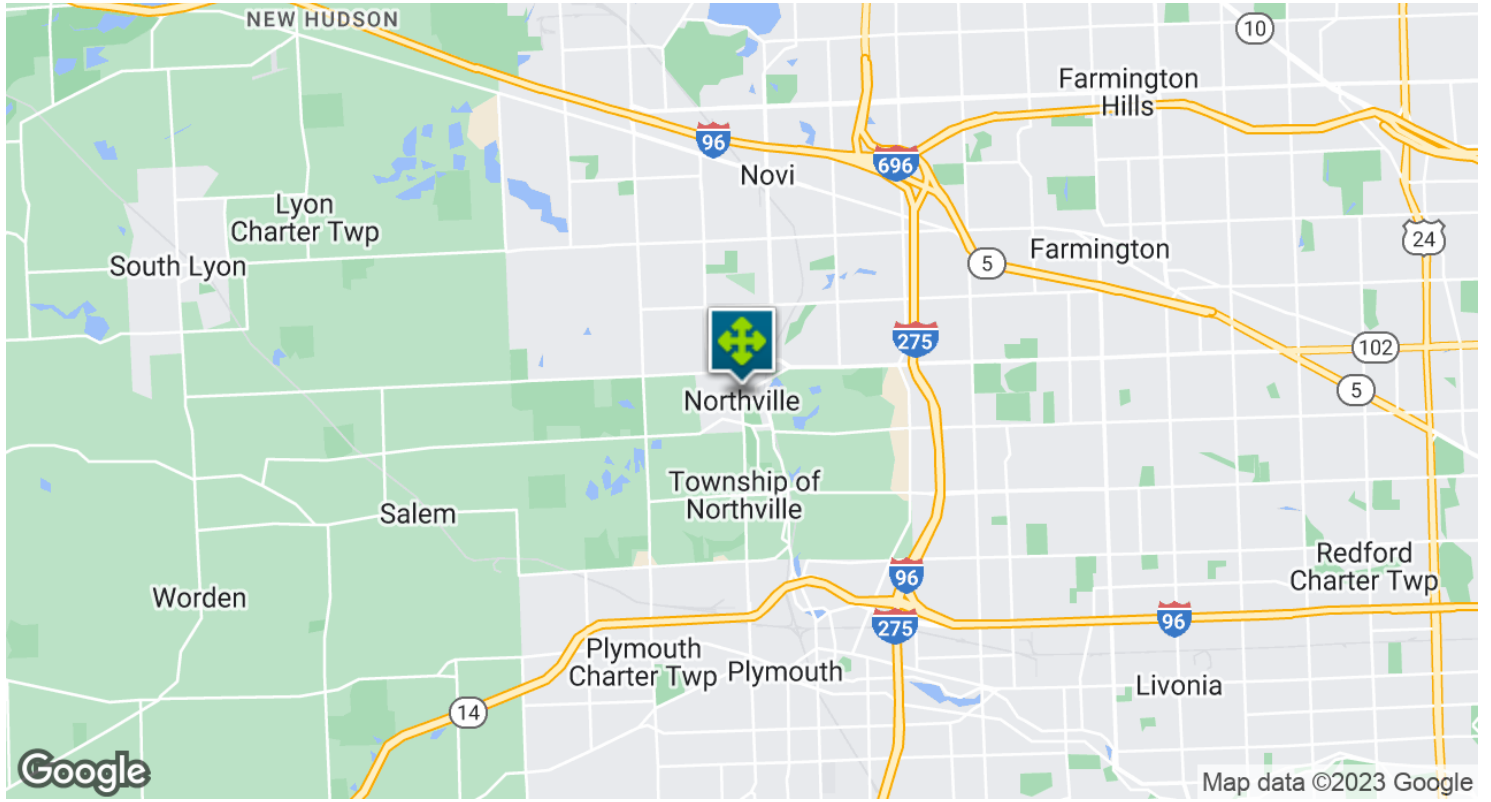 NEW HUDSON
10
Farmington
Hills
96
696
Novi
Lyon
Charter Twp
24
Farmington
5
South Lyon
275
102
5
Northville
Township of
Northville
Salem
Redford
Charter Twp
96
Worden
96
275
Plymouth
Charter Twp
Plymouth
Livonia
14
Google
Map data ©2023 Google